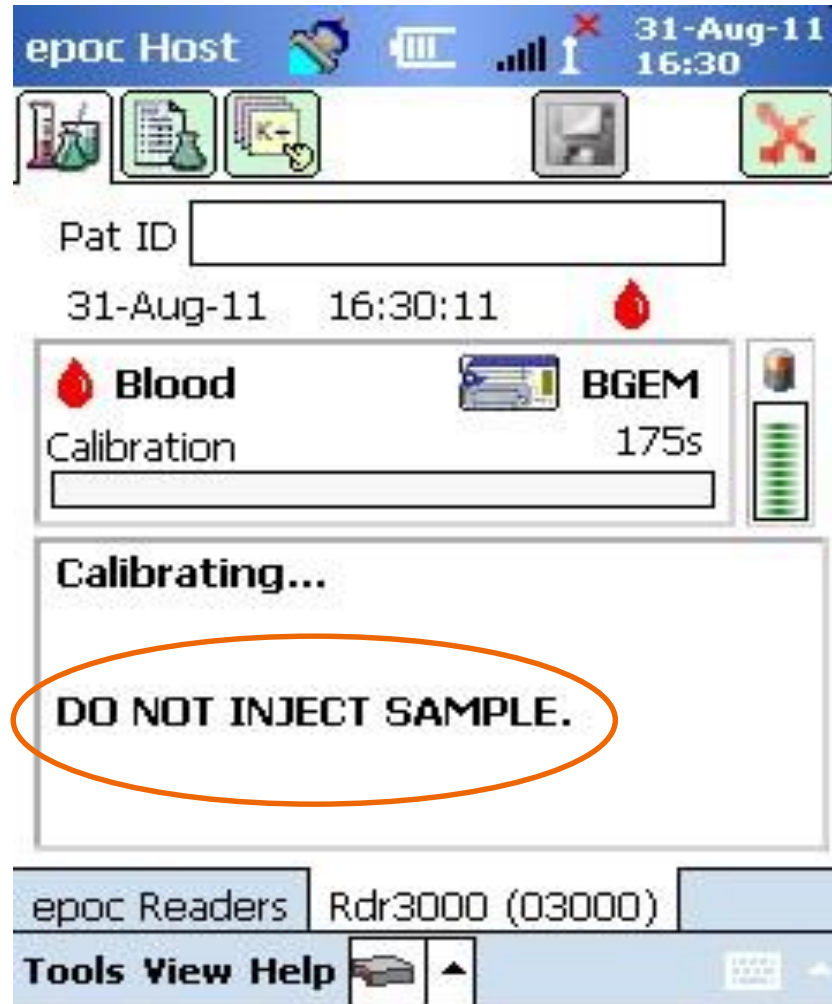 epoc Host 31-Aug-11
16:30
K+
Pat ID
31-Aug-11 16:30:11
Blood BGEM
Calibration 175s
Calibrating...
DO NOT INJECT SAMPLE.
epoc Readers Rdr3000 (03000)
Tools View Help